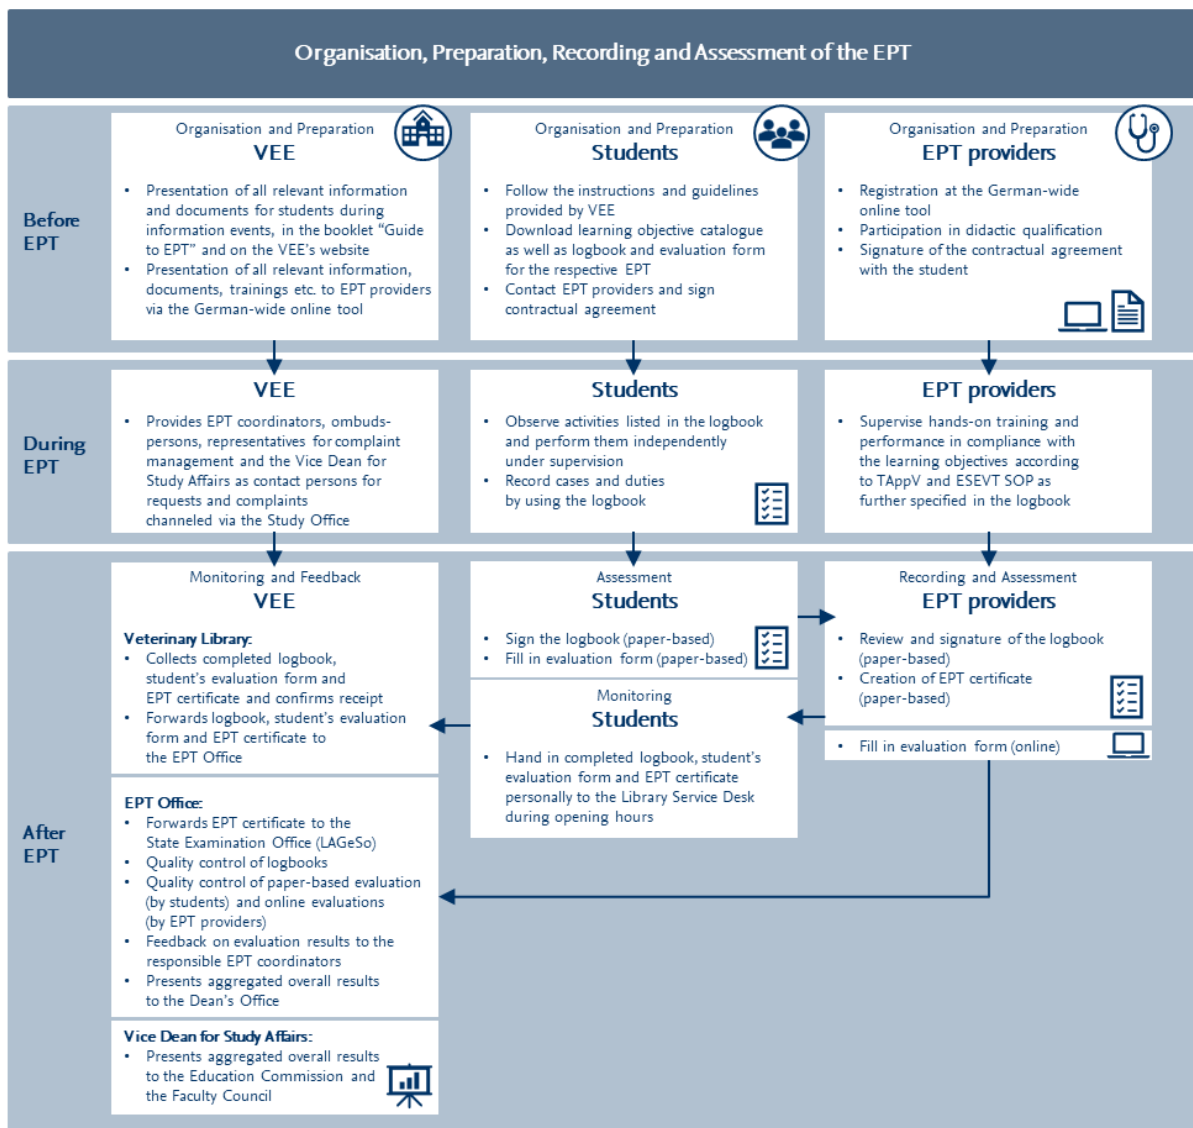 Organisation, Preparation, Recording and Assessment of the EPT
Before
EPT
Organisation and Preparation
VEE
• Presentation of all relevant information
and documents for students during
information events, in the booklet “Guide
to EPT” and on the VEE’s website
• Presentation of all relevant information,
documents, trainings etc. to EPT providers
via the German-wide online tool
Organisation and Preparation
Students
• Follow the instructions and guidelines
provided by VEE
• Download learning objective catalogue
as well as logbook and evaluation form
for the respective EPT
• Contact EPT providers and sign
contractual agreement
Organisation and Preparation
EPT providers
• Registration at the German-wide
online tool
• Participation in didactic qualification
• Signature of the contractual agreement
with the student
During
EPT
VEE
• Provides EPT coordinators, ombuds-
persons, representatives for complaint
management and the Vice Dean for
Study Affairs as contact persons for
requests and complaints
channeled via the Study Office
Students
• Observe activities listed in the logbook
and perform them independently
under supervision
• Record cases and duties
by using the logbook
EPT providers
• Supervise hands-on training and
performance in compliance with
the learning objectives according
to TAppV and ESEVT SOP as
further specified in the logbook
After
EPT
Monitoring and Feedback
VEE
Veterinary Library:
• Collects completed logbook,
student’s evaluation form and
EPT certificate and confirms receipt
• Forwards logbook, student’s evaluation
form and EPT certificate to
the EPT Office
EPT Office:
• Forwards EPT certificate to the
State Examination Office (LAGeSo)
• Quality control of logbooks
• Quality control of paper-based evaluation
(by students) and online evaluations
(by EPT providers)
• Feedback on evaluation results to the
responsible EPT coordinators
• Presents aggregated overall results
to the Dean’s Office
Vice Dean for Study Affairs:
• Presents aggregated overall results
to the Education Commission and
the Faculty Council
Assessment
Students
• Sign the logbook (paper-based)
• Fill in evaluation form (paper-based)
Monitoring
Students
• Hand in completed logbook, student’s
evaluation form and EPT certificate
personally to the Library Service Desk
during opening hours
Recording and Assessment
EPT providers
• Review and signature of the logbook
(paper-based)
• Creation of EPT certificate
(paper-based)
• Fill in evaluation form (online)